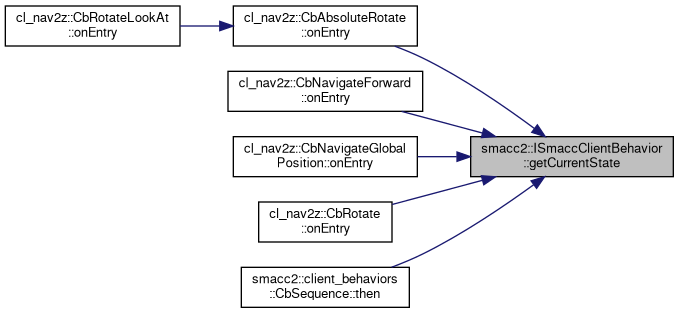 cl_nav2z::CbRotateLookAt
::onEntry
cl_nav2z::CbAbsoluteRotate
::onEntry
cl_nav2z::CbNavigateForward
::onEntry
cl_nav2z::CbNavigateGlobal
Position::onEntry
cl_nav2z::CbRotate
::onEntry
smacc2::client_behaviors
::CbSequence::then
smacc2::ISmaccClientBehavior
::getCurrentState